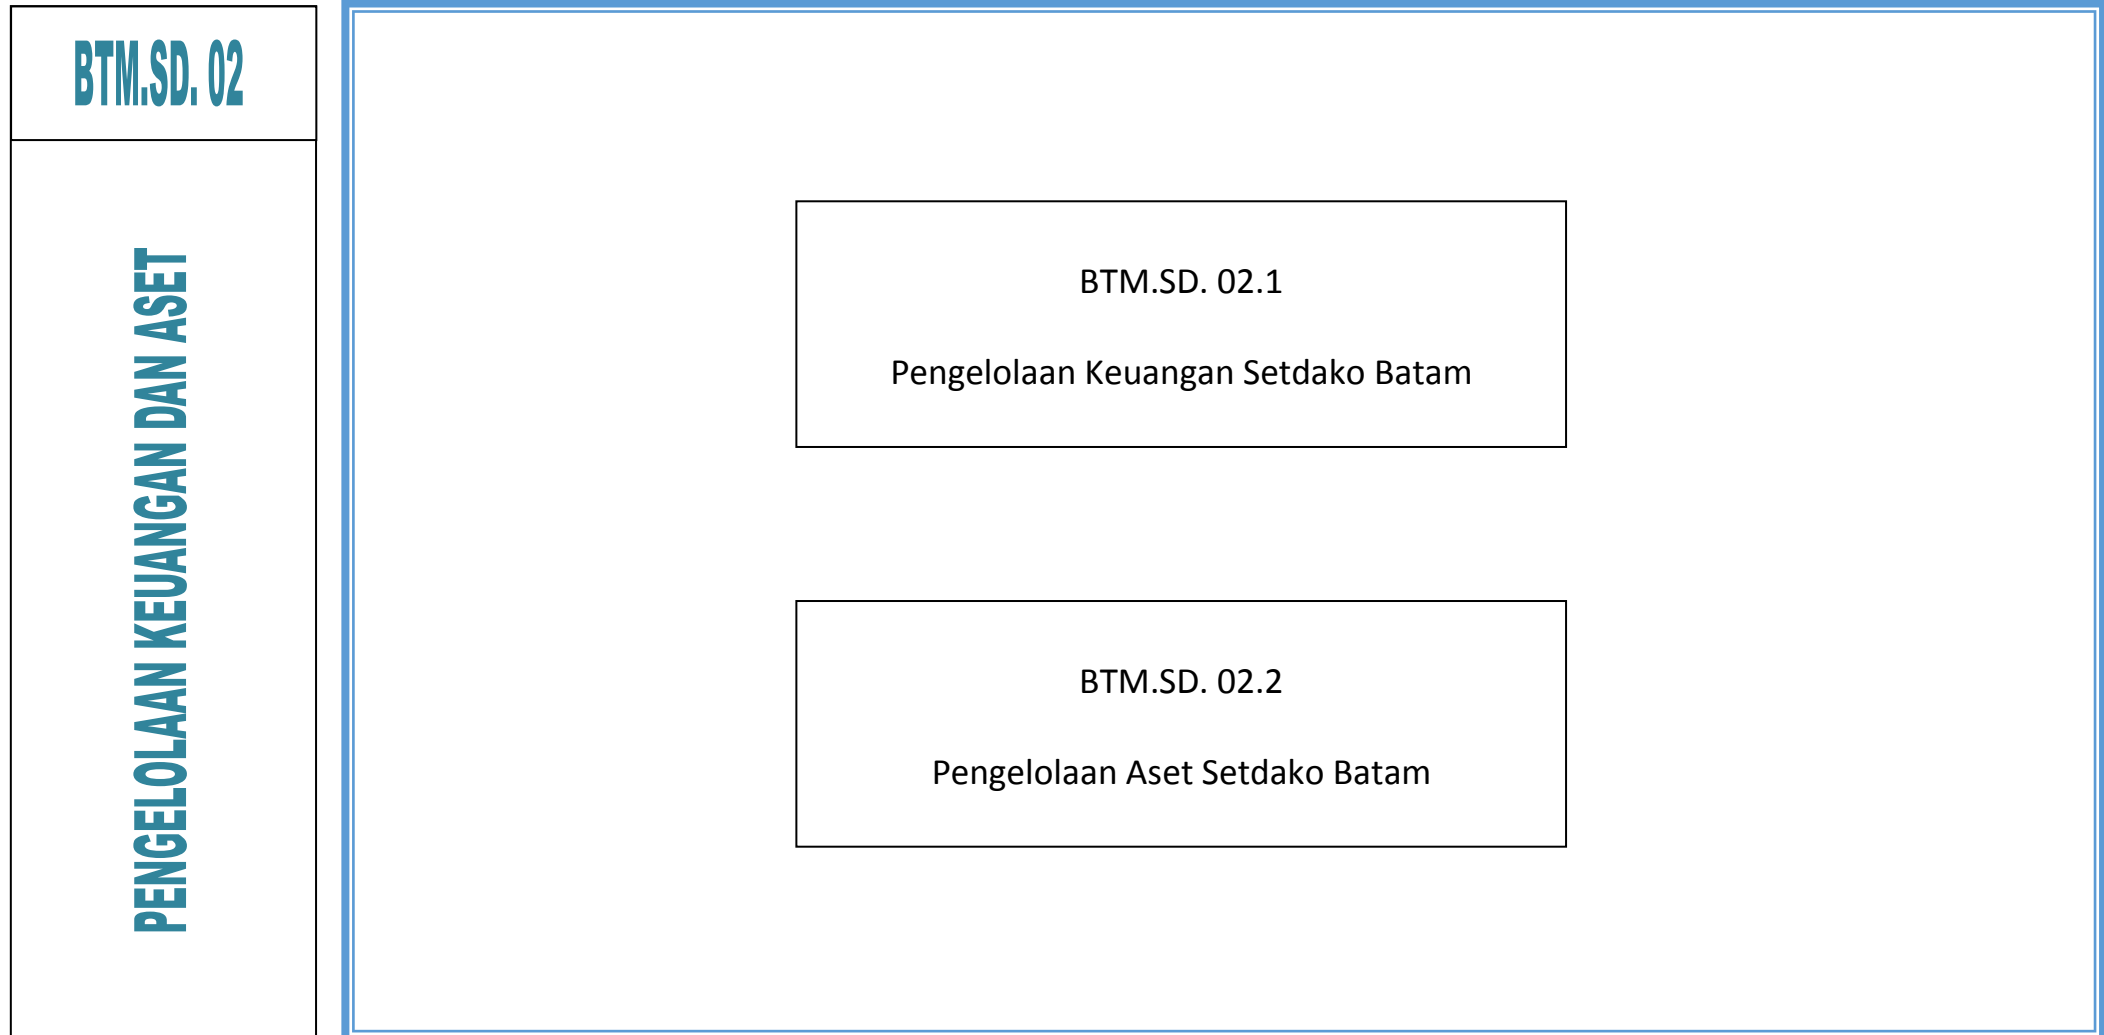 BTM.SD. 02
PENGELOLAAN KEUANGAN DAN ASET
BTM.SD. 02.1
Pengelolaan Keuangan Setdako Batam
BTM.SD. 02.2
Pengelolaan Aset Setdako Batam